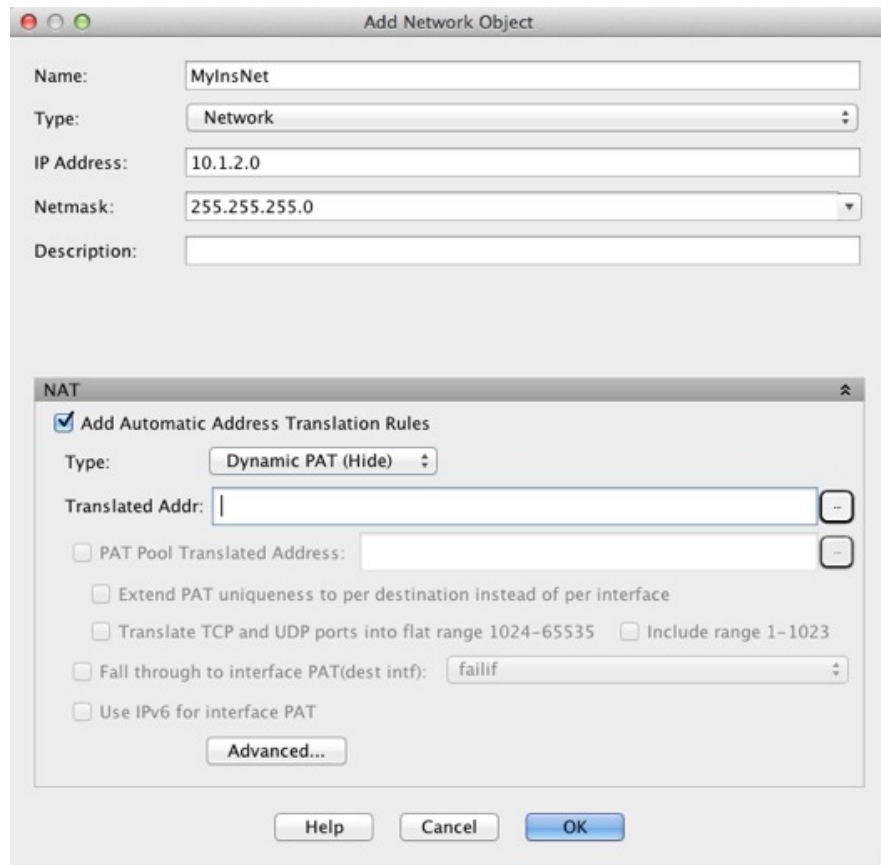 Add Network Object
Name: MyInsNet
Type: Network
IP Address: 10.1.2.0
Netmask: 255.255.255.0
Description:
NAT
Add Automatic Address Translation Rules
Type: Dynamic PAT (Hide)
Translated Addr:
PAT Pool Translated Address:
Extend PAT uniqueness to per destination instead of per interface
Translate TCP and UDP ports into flat range 1024-65535 Include range 1-1023
Fall through to interface PAT(dest intf): failif
Use IPv6 for interface PAT
Advanced...
Help Cancel OK